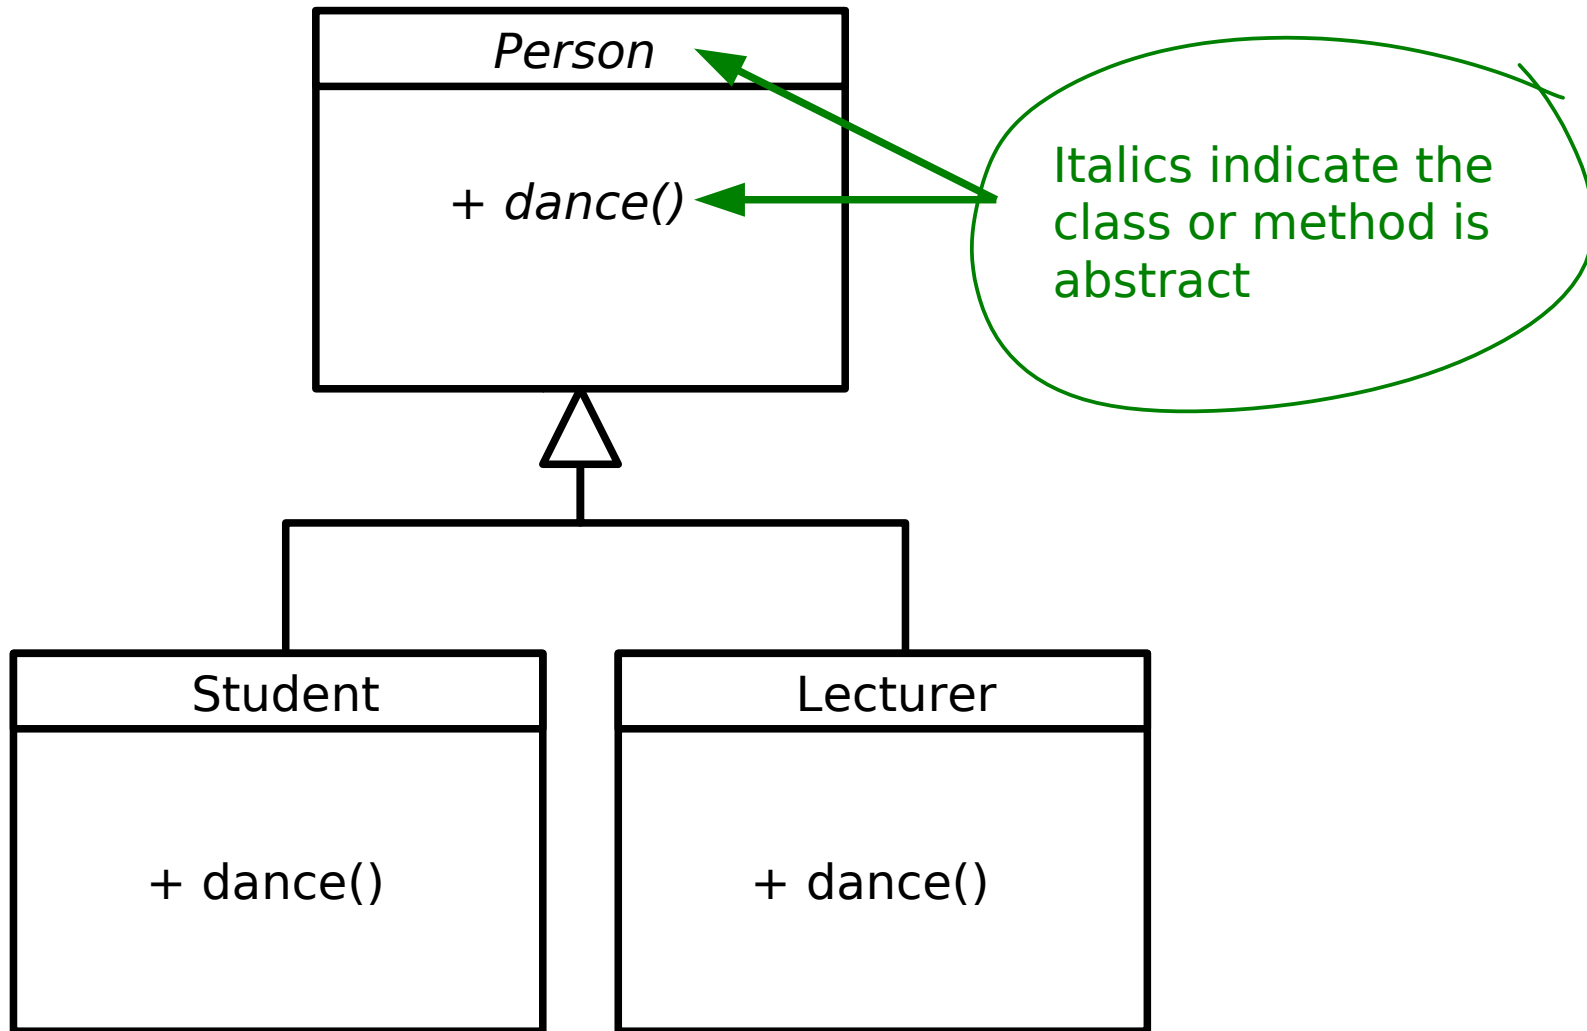 Person
+ dance()
Italics indicate the
class or method is
abstract
Student
Lecturer
+ dance()
+ dance()